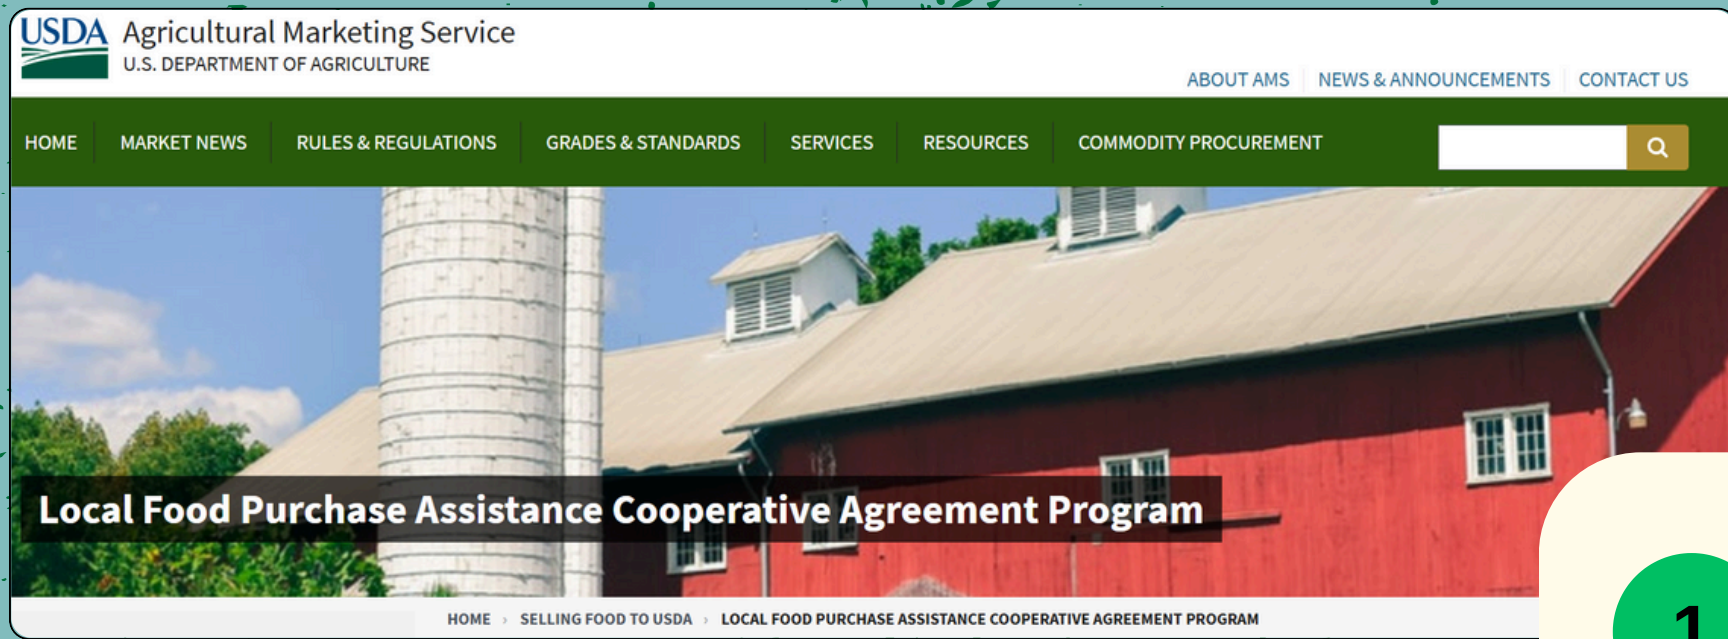 USDA Agricultural Marketing Service
U.S. DEPARTMENT OF AGRICULTURE
ABOUT AMS NEWS & ANNOUNCEMENTS CONTACT US
HOME MARKET NEWS RULES & REGULATIONS GRADES & STANDARDS SERVICES RESOURCES COMMODITY PROCUREMENT
Local Food Purchase Assistance Cooperative Agreement Program
HOME › SELLING FOOD TO USDA › LOCAL FOOD PURCHASE ASSISTANCE COOPERATIVE AGREEMENT PROGRAM
1